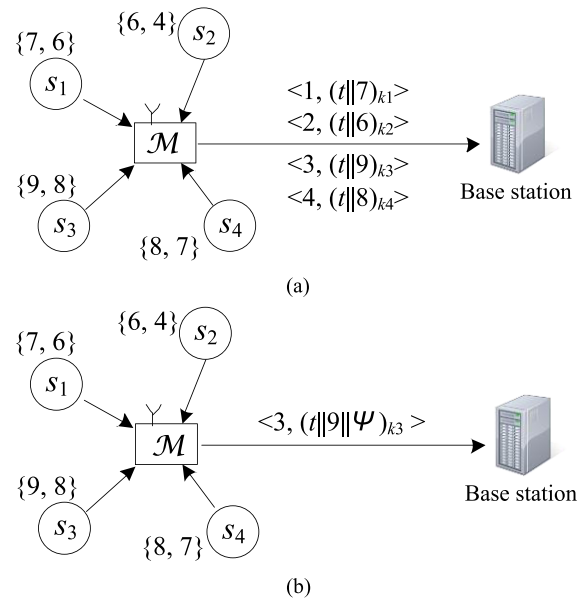 {6, 4}
s2
{7, 6}
s1
ℳ
<1, (t||7)k1>
<2, (t||6)k2>
<3, (t||9)k3>
<4, (t||8)k4>
Base station
{9, 8}
s3
s4
{8, 7}
(a)
{6, 4}
s2
{7, 6}
s1
ℳ
<3, (t||9||Ψ)k3 >
Base station
{9, 8}
s3
s4
{8, 7}
(b)